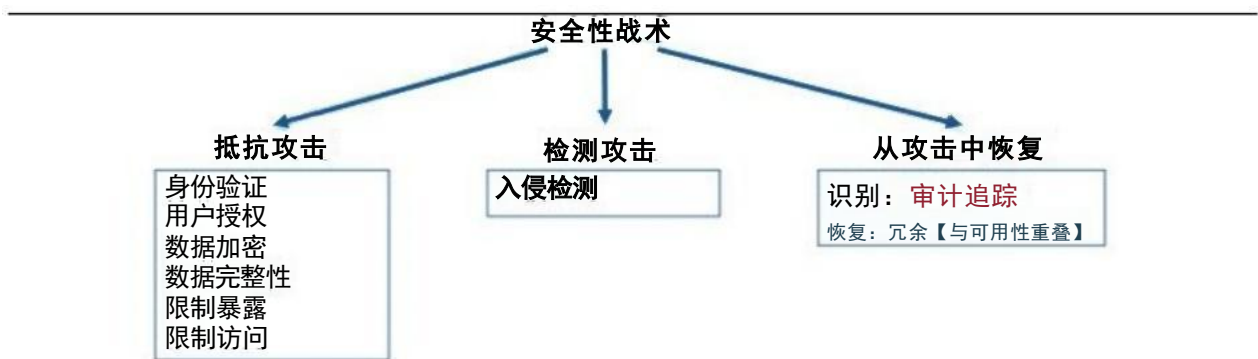 安全性战术
抵抗攻击
身份验证
用户授权
数据加密
数据完整性
限制暴露
限制访问
检测攻击
入侵检测
从攻击中恢复
识别：审计追踪
恢复：冗余【与可用性重叠】